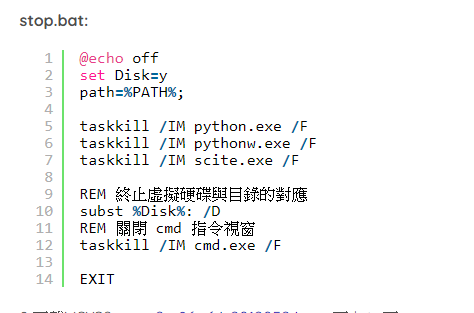 stop.bat:
1 @echo off
2 set Disk=y
3 path=%PATH%;
4
5 taskkill /IM python.exe /F
6 taskkill /IM pythonw.exe /F
7 taskkill /IM scite.exe /F
8
9 REM 終止虛擬硬碟與目錄的對應
10 subst %Disk%: /D
11 REM 關閉 cmd 指令視窗
12 taskkill /IM cmd.exe /F
13
14 EXIT